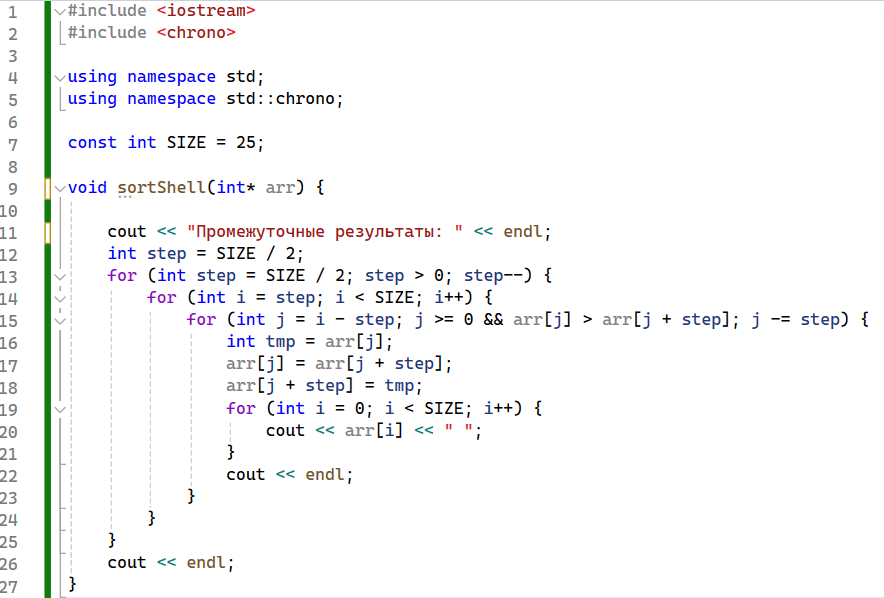 1 #include <iostream>
2 #include <chrono>
3
4 using namespace std;
5 using namespace std::chrono;
6
7 const int SIZE = 25;
8
9 void sortShell(int* arr) {
10
11 cout << "Промежуточные результаты: " << endl;
12 int step = SIZE / 2;
13 for (int step = SIZE / 2; step > 0; step--) {
14 for (int i = step; i < SIZE; i++) {
15 for (int j = i - step; j >= 0 && arr[j] > arr[j + step]; j -= step) {
16 int tmp = arr[j];
17 arr[j] = arr[j + step];
18 arr[j + step] = tmp;
19 for (int i = 0; i < SIZE; i++) {
20 cout << arr[i] << " ";
21 }
22 cout << endl;
23 }
24 }
25 }
26 cout << endl;
27 }